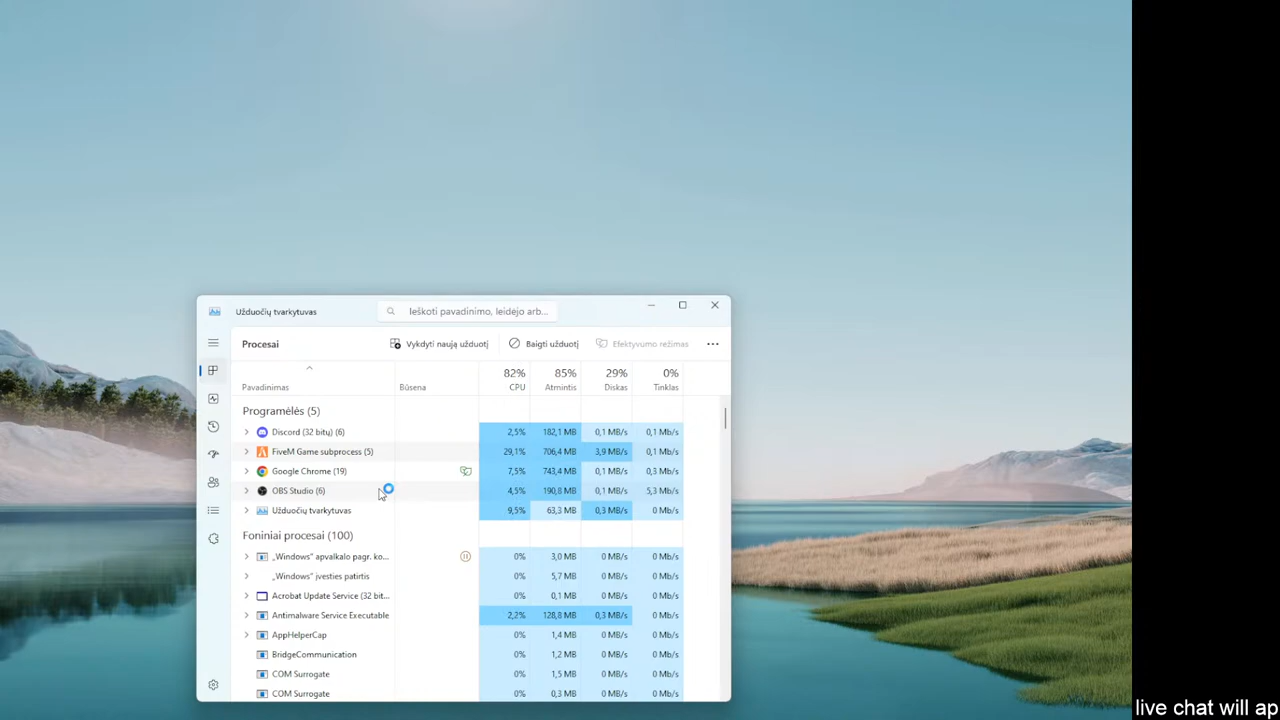 Užduočių tvarkytuvas
Ieškoti pavadinimo, leidėjo arb...
Procesai
Vykdyti naują užduotį
Baigti užduotį
Efektyvumo režimas
82% 85% 29% 0%
Pavadinimas Būsena CPU Atmintis Diskas Tinklas
Programėlės (5)
Discord (32 bitų) (6) 2,5% 182,1 MB 0,1 MB/s 0,1 Mb/s
FiveM Game subprocess (5) 29,1% 706,4 MB 3,9 MB/s 0,1 Mb/s
Google Chrome (19) 7,5% 743,4 MB 0,1 MB/s 0,3 Mb/s
OBS Studio (6) 4,5% 190,8 MB 0,1 MB/s 5,3 Mb/s
Užduočių tvarkytuvas 9,5% 63,3 MB 0,3 MB/s 0 Mb/s
Foniniai procesai (100)
„Windows“ apvalkalo pagr. ko... 0% 3,0 MB 0 MB/s 0 Mb/s
„Windows“ įvesties patirtis 0% 5,7 MB 0 MB/s 0 Mb/s
Acrobat Update Service (32 bit... 0% 0,1 MB 0 MB/s 0 Mb/s
Antimalware Service Executable 2,2% 128,8 MB 0,3 MB/s 0 Mb/s
AppHelperCap 0% 1,4 MB 0 MB/s 0 Mb/s
BridgeCommunication 0% 1,2 MB 0 MB/s 0 Mb/s
COM Surrogate 0% 1,5 MB 0 MB/s 0 Mb/s
COM Surrogate 0% 0,3 MB 0 MB/s 0 Mb/s
live chat will ap